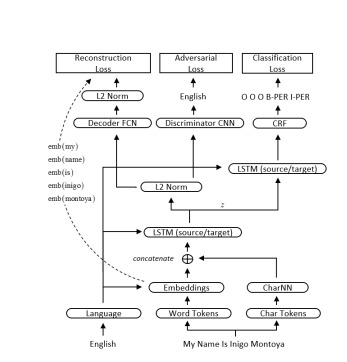 Reconstruction Loss
Adversarial Loss
Classification Loss
L2 Norm
English
O O O B-PER I-PER
Decoder FCN
Discriminator CNN
CRF
emb(my)
emb(name)
emb(is)
emb(inigo)
emb(montoya)
LSTM (source/target)
L2 Norm
z
LSTM (source/target)
concatenate
Embeddings
CharNN
Language
Word Tokens
Char Tokens
English
My Name Is Inigo Montoya